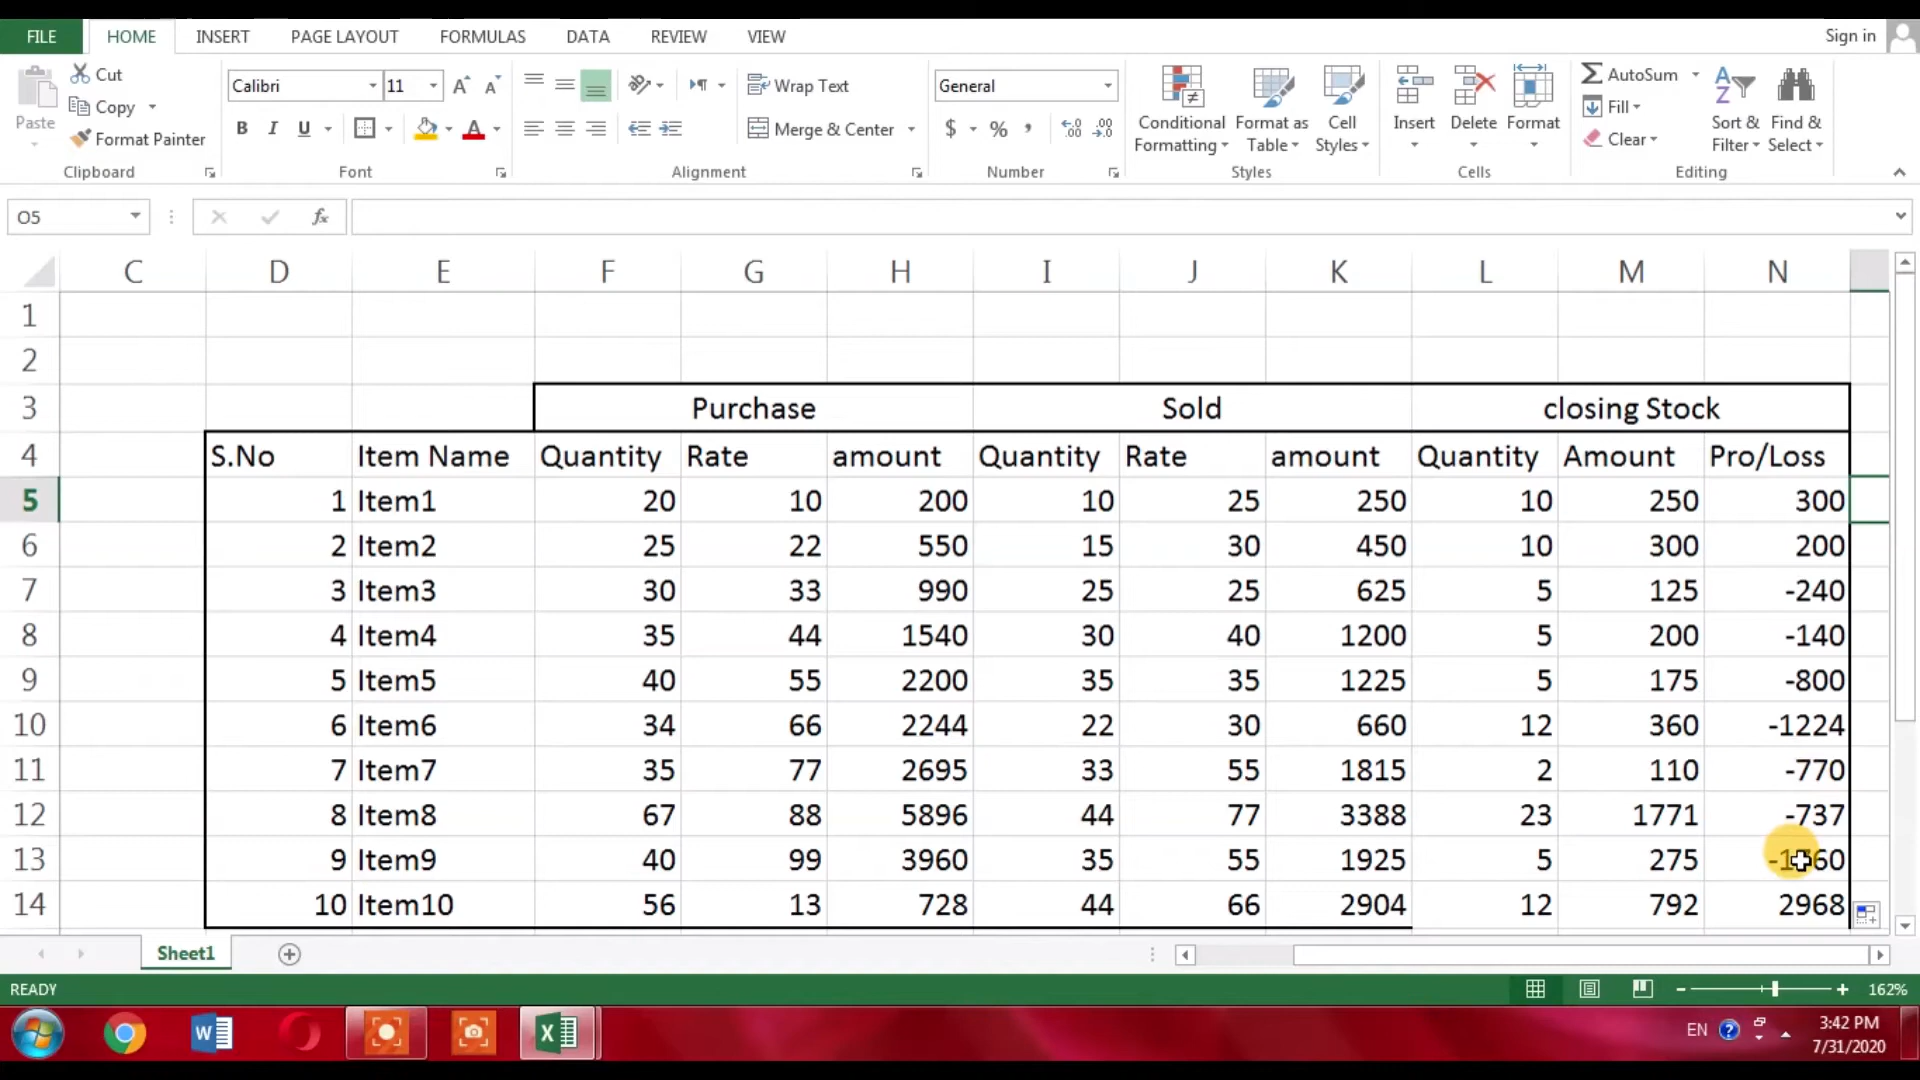 FILE HOME INSERT PAGE LAYOUT FORMULAS DATA REVIEW VIEW Sign in
Paste Cut Copy Format Painter Clipboard
Calibri 11 B I U Font
Wrap Text Merge & Center Alignment
General $ % , Number
Conditional Formatting Format as Table Cell Styles Styles
Insert Delete Format Cells
AutoSum Fill Clear Sort & Filter Find & Select Editing
O5 fx
C D E F G H I J K L M N
1
2
3 Purchase Sold closing Stock
4 S.No Item Name Quantity Rate amount Quantity Rate amount Quantity Amount Pro/Loss
5 1 Item1 20 10 200 10 25 250 10 250 300
6 2 Item2 25 22 550 15 30 450 10 300 200
7 3 Item3 30 33 990 25 25 625 5 125 -240
8 4 Item4 35 44 1540 30 40 1200 5 200 -140
9 5 Item5 40 55 2200 35 35 1225 5 175 -800
10 6 Item6 34 66 2244 22 30 660 12 360 -1224
11 7 Item7 35 77 2695 33 55 1815 2 110 -770
12 8 Item8 67 88 5896 44 77 3388 23 1771 -737
13 9 Item9 40 99 3960 35 55 1925 5 275
14 10 Item10 56 13 728 44 66 2904 12 792 2968
Sheet1
READY 162%
EN 3:42 PM
7/31/2020